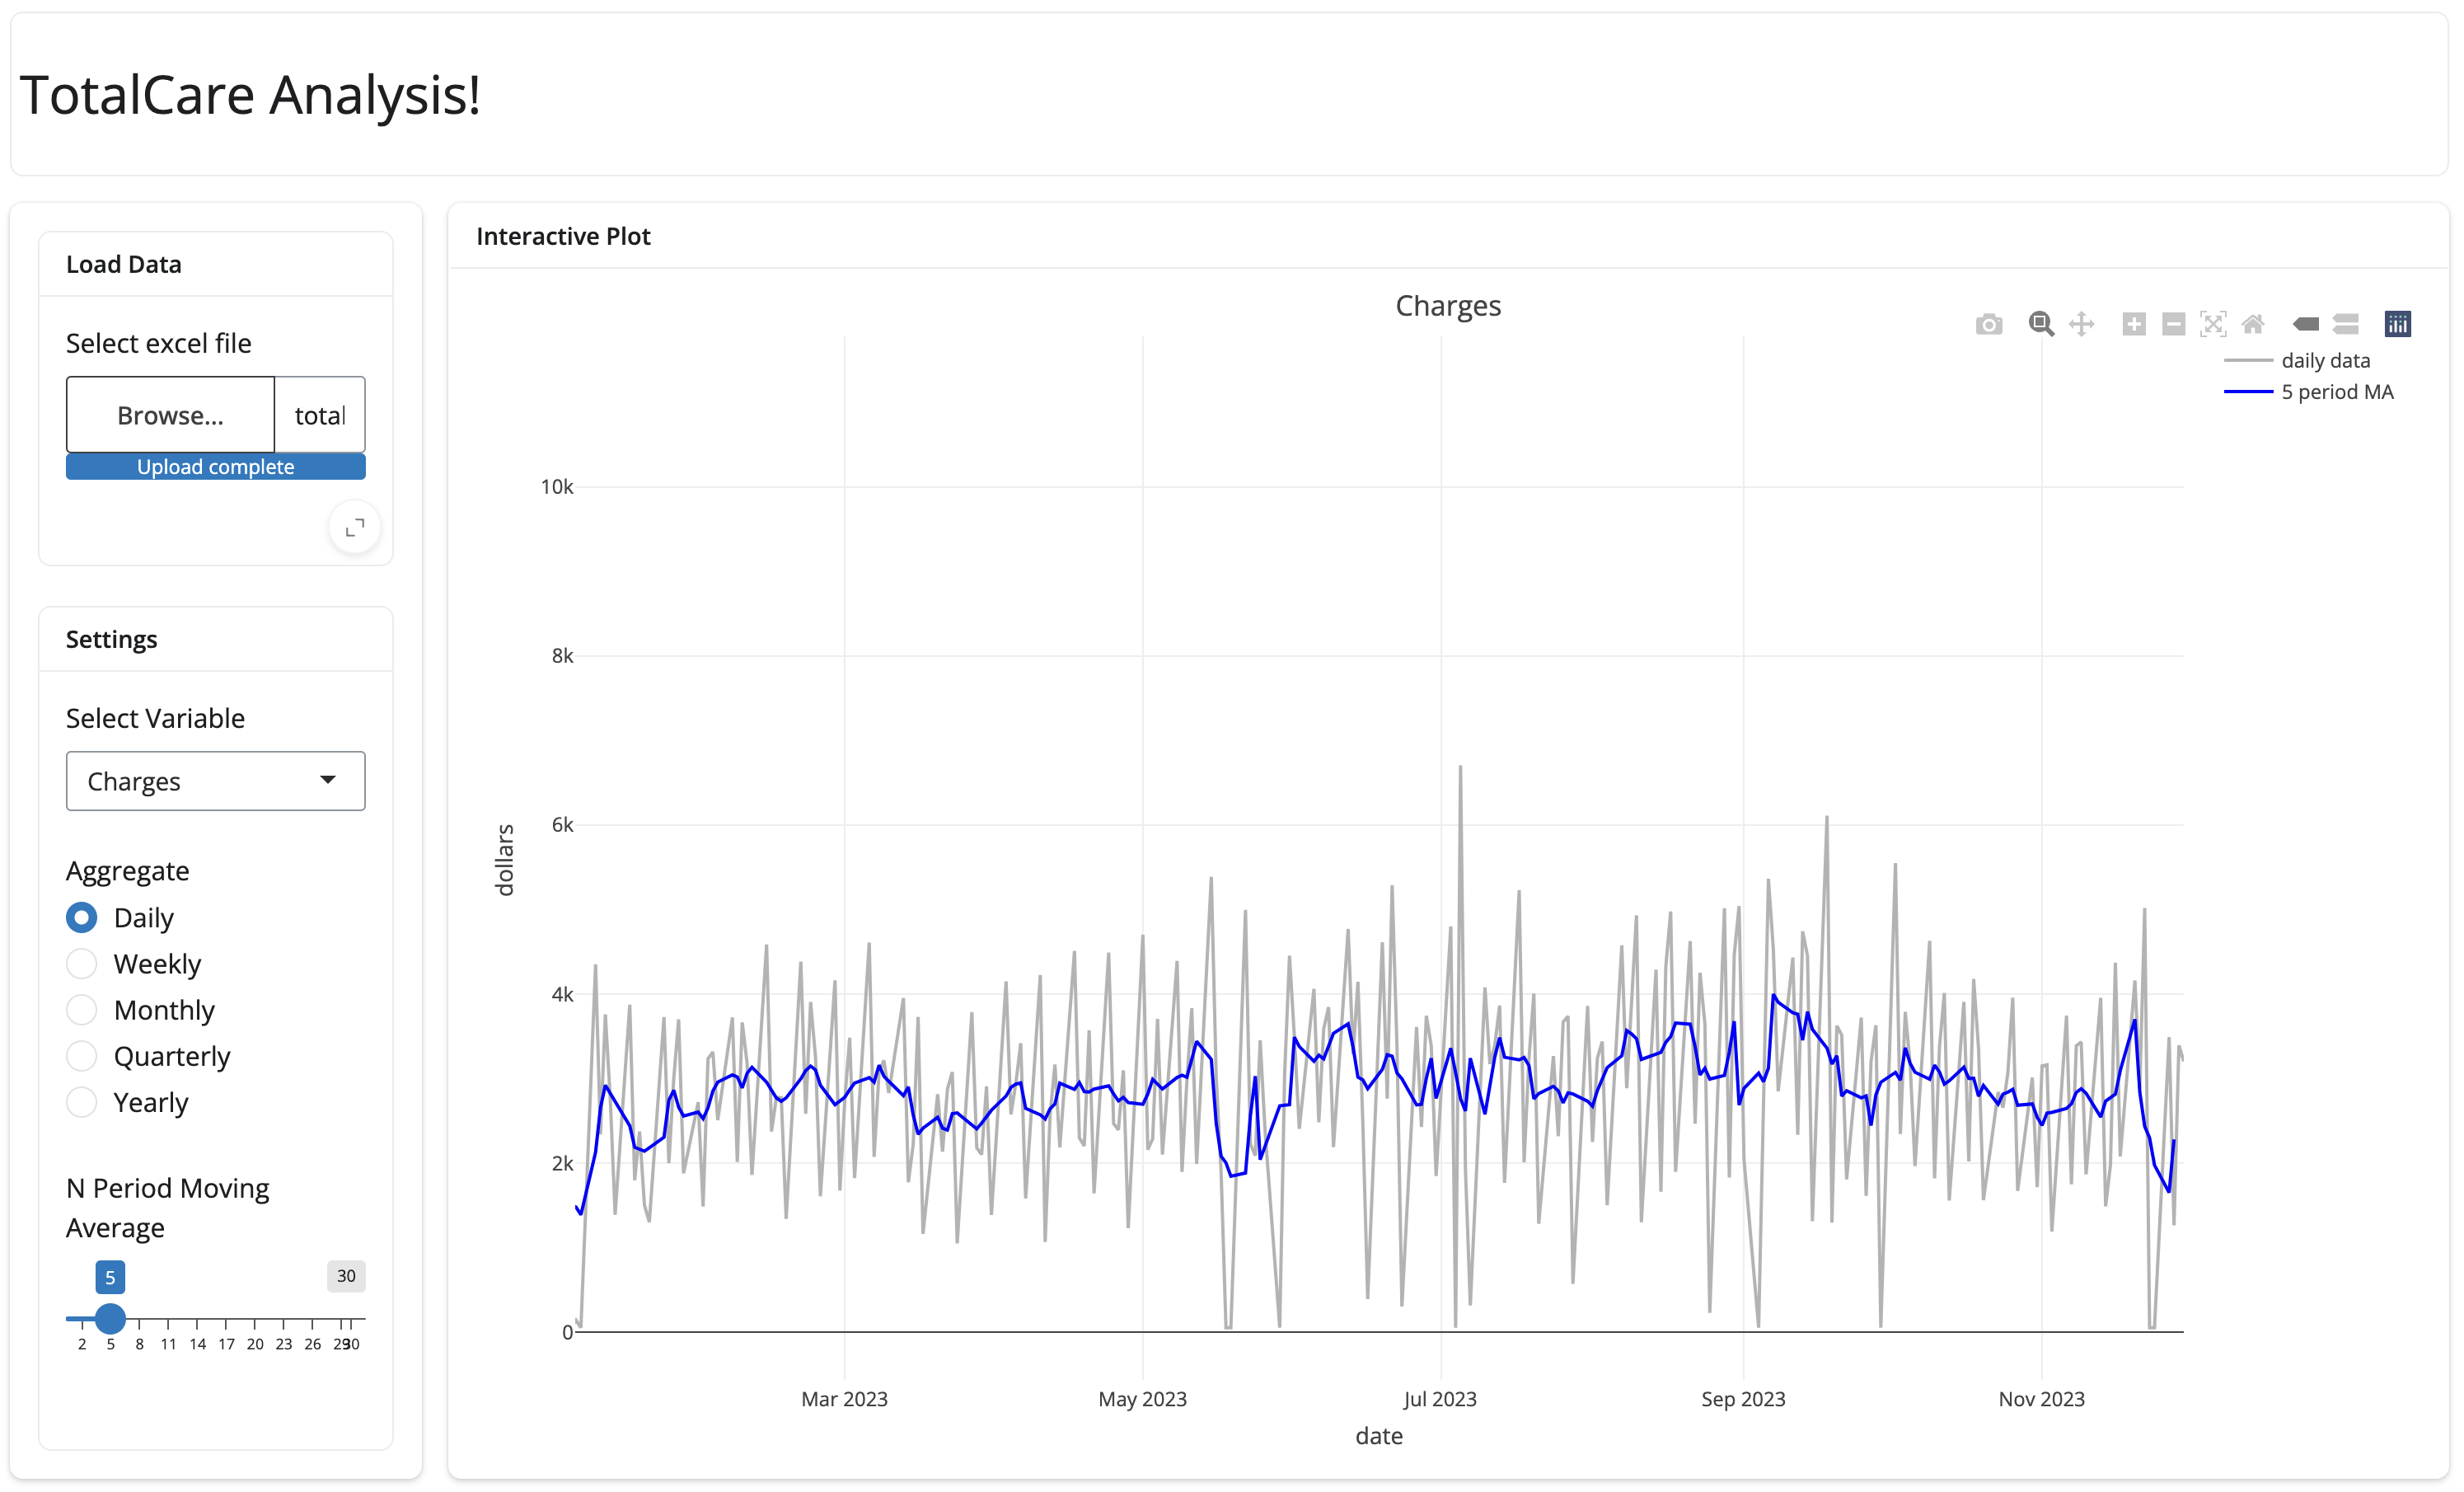 TotalCare Analysis!
Load Data
Select excel file
Browse... total
Upload complete
Settings
Select Variable
Charges
Aggregate
Daily
Weekly
Monthly
Quarterly
Yearly
N Period Moving
Average
5 30
2 5 8 11 14 17 20 23 26 29 30
Interactive Plot
Charges
daily data
5 period MA
10k
8k
6k
4k
2k
0
dollars
Mar 2023 May 2023 Jul 2023 Sep 2023 Nov 2023
date